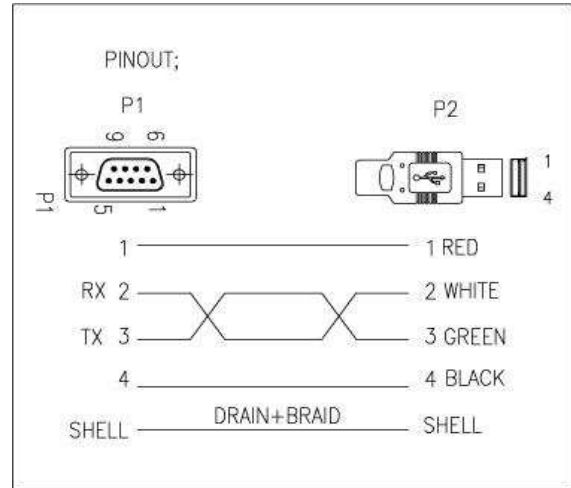 PINOUT;
P1
P2
9 6
P1
5 1
1
4
1 1 RED
RX 2 2 WHITE
TX 3 3 GREEN
4 4 BLACK
SHELL DRAIN+BRAID SHELL